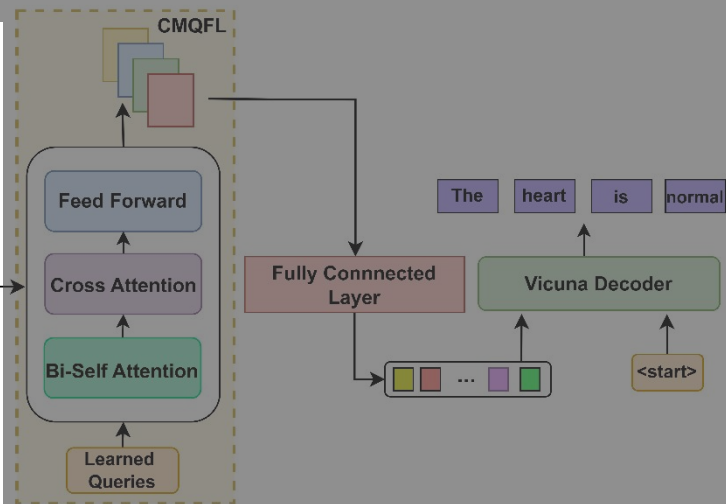 CMQFL
Feed Forward
Cross Attention
Bi-Self Attention
Learned
Queries
Fully Connnected
Layer
The heart is normal
Vicuna Decoder
...
<start>